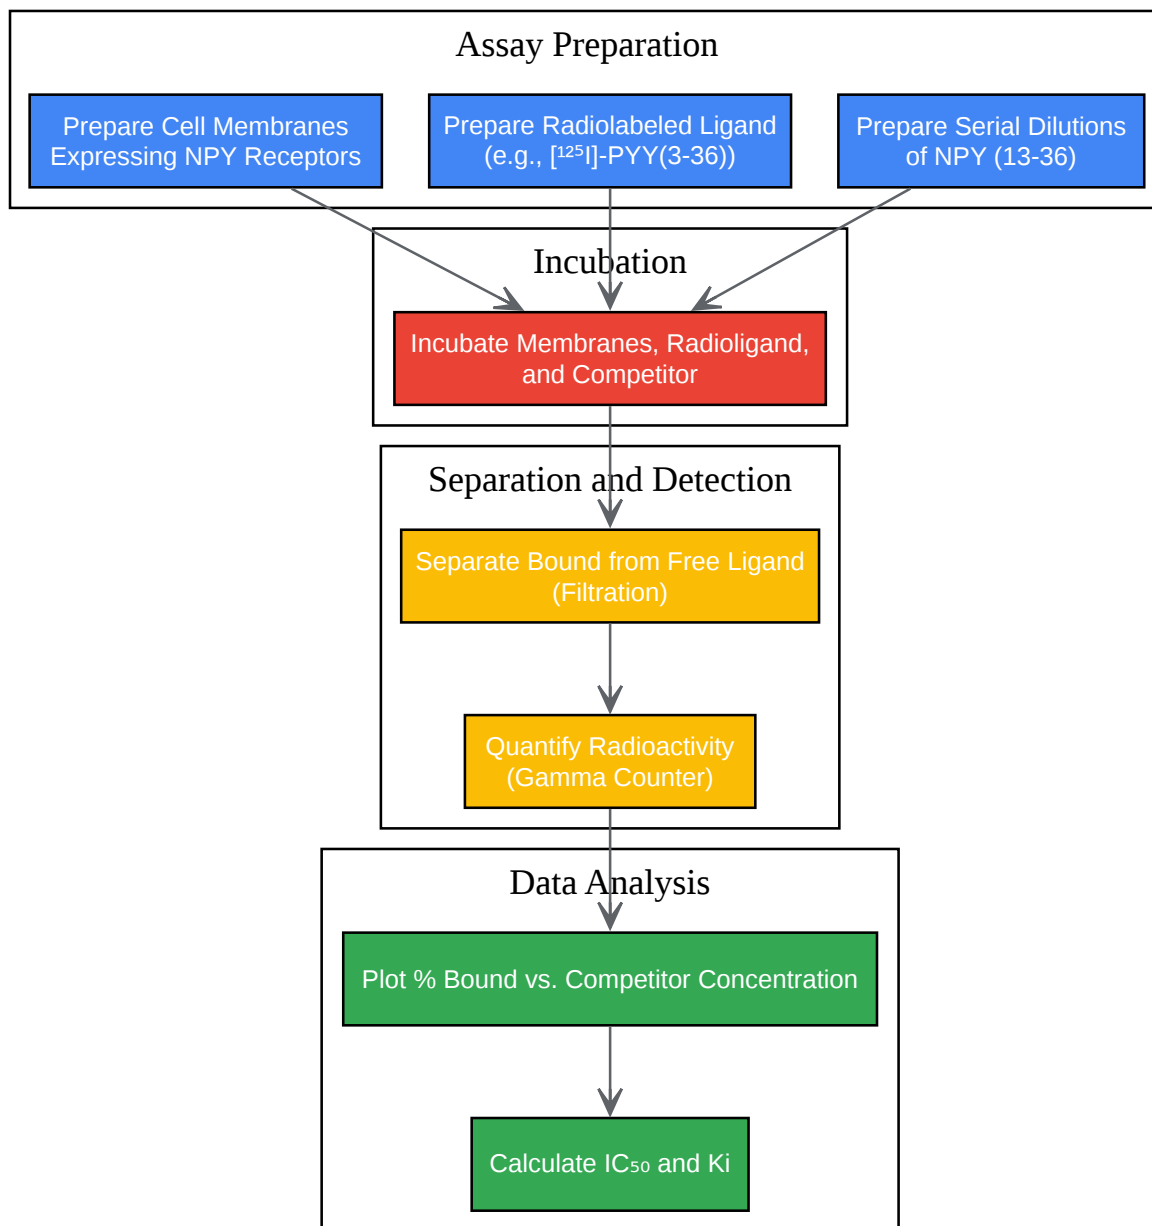 Assay Preparation
Prepare Cell Membranes
Expressing NPY Receptors
Prepare Radiolabeled Ligand
(e.g., [¹²⁵I]-PYY(3-36))
Prepare Serial Dilutions
of NPY (13-36)
Incubation
Incubate Membranes, Radioligand,
and Competitor
Separation and Detection
Separate Bound from Free Ligand
(Filtration)
Quantify Radioactivity
(Gamma Counter)
Data Analysis
Plot % Bound vs. Competitor Concentration
Calculate IC₅₀ and Ki